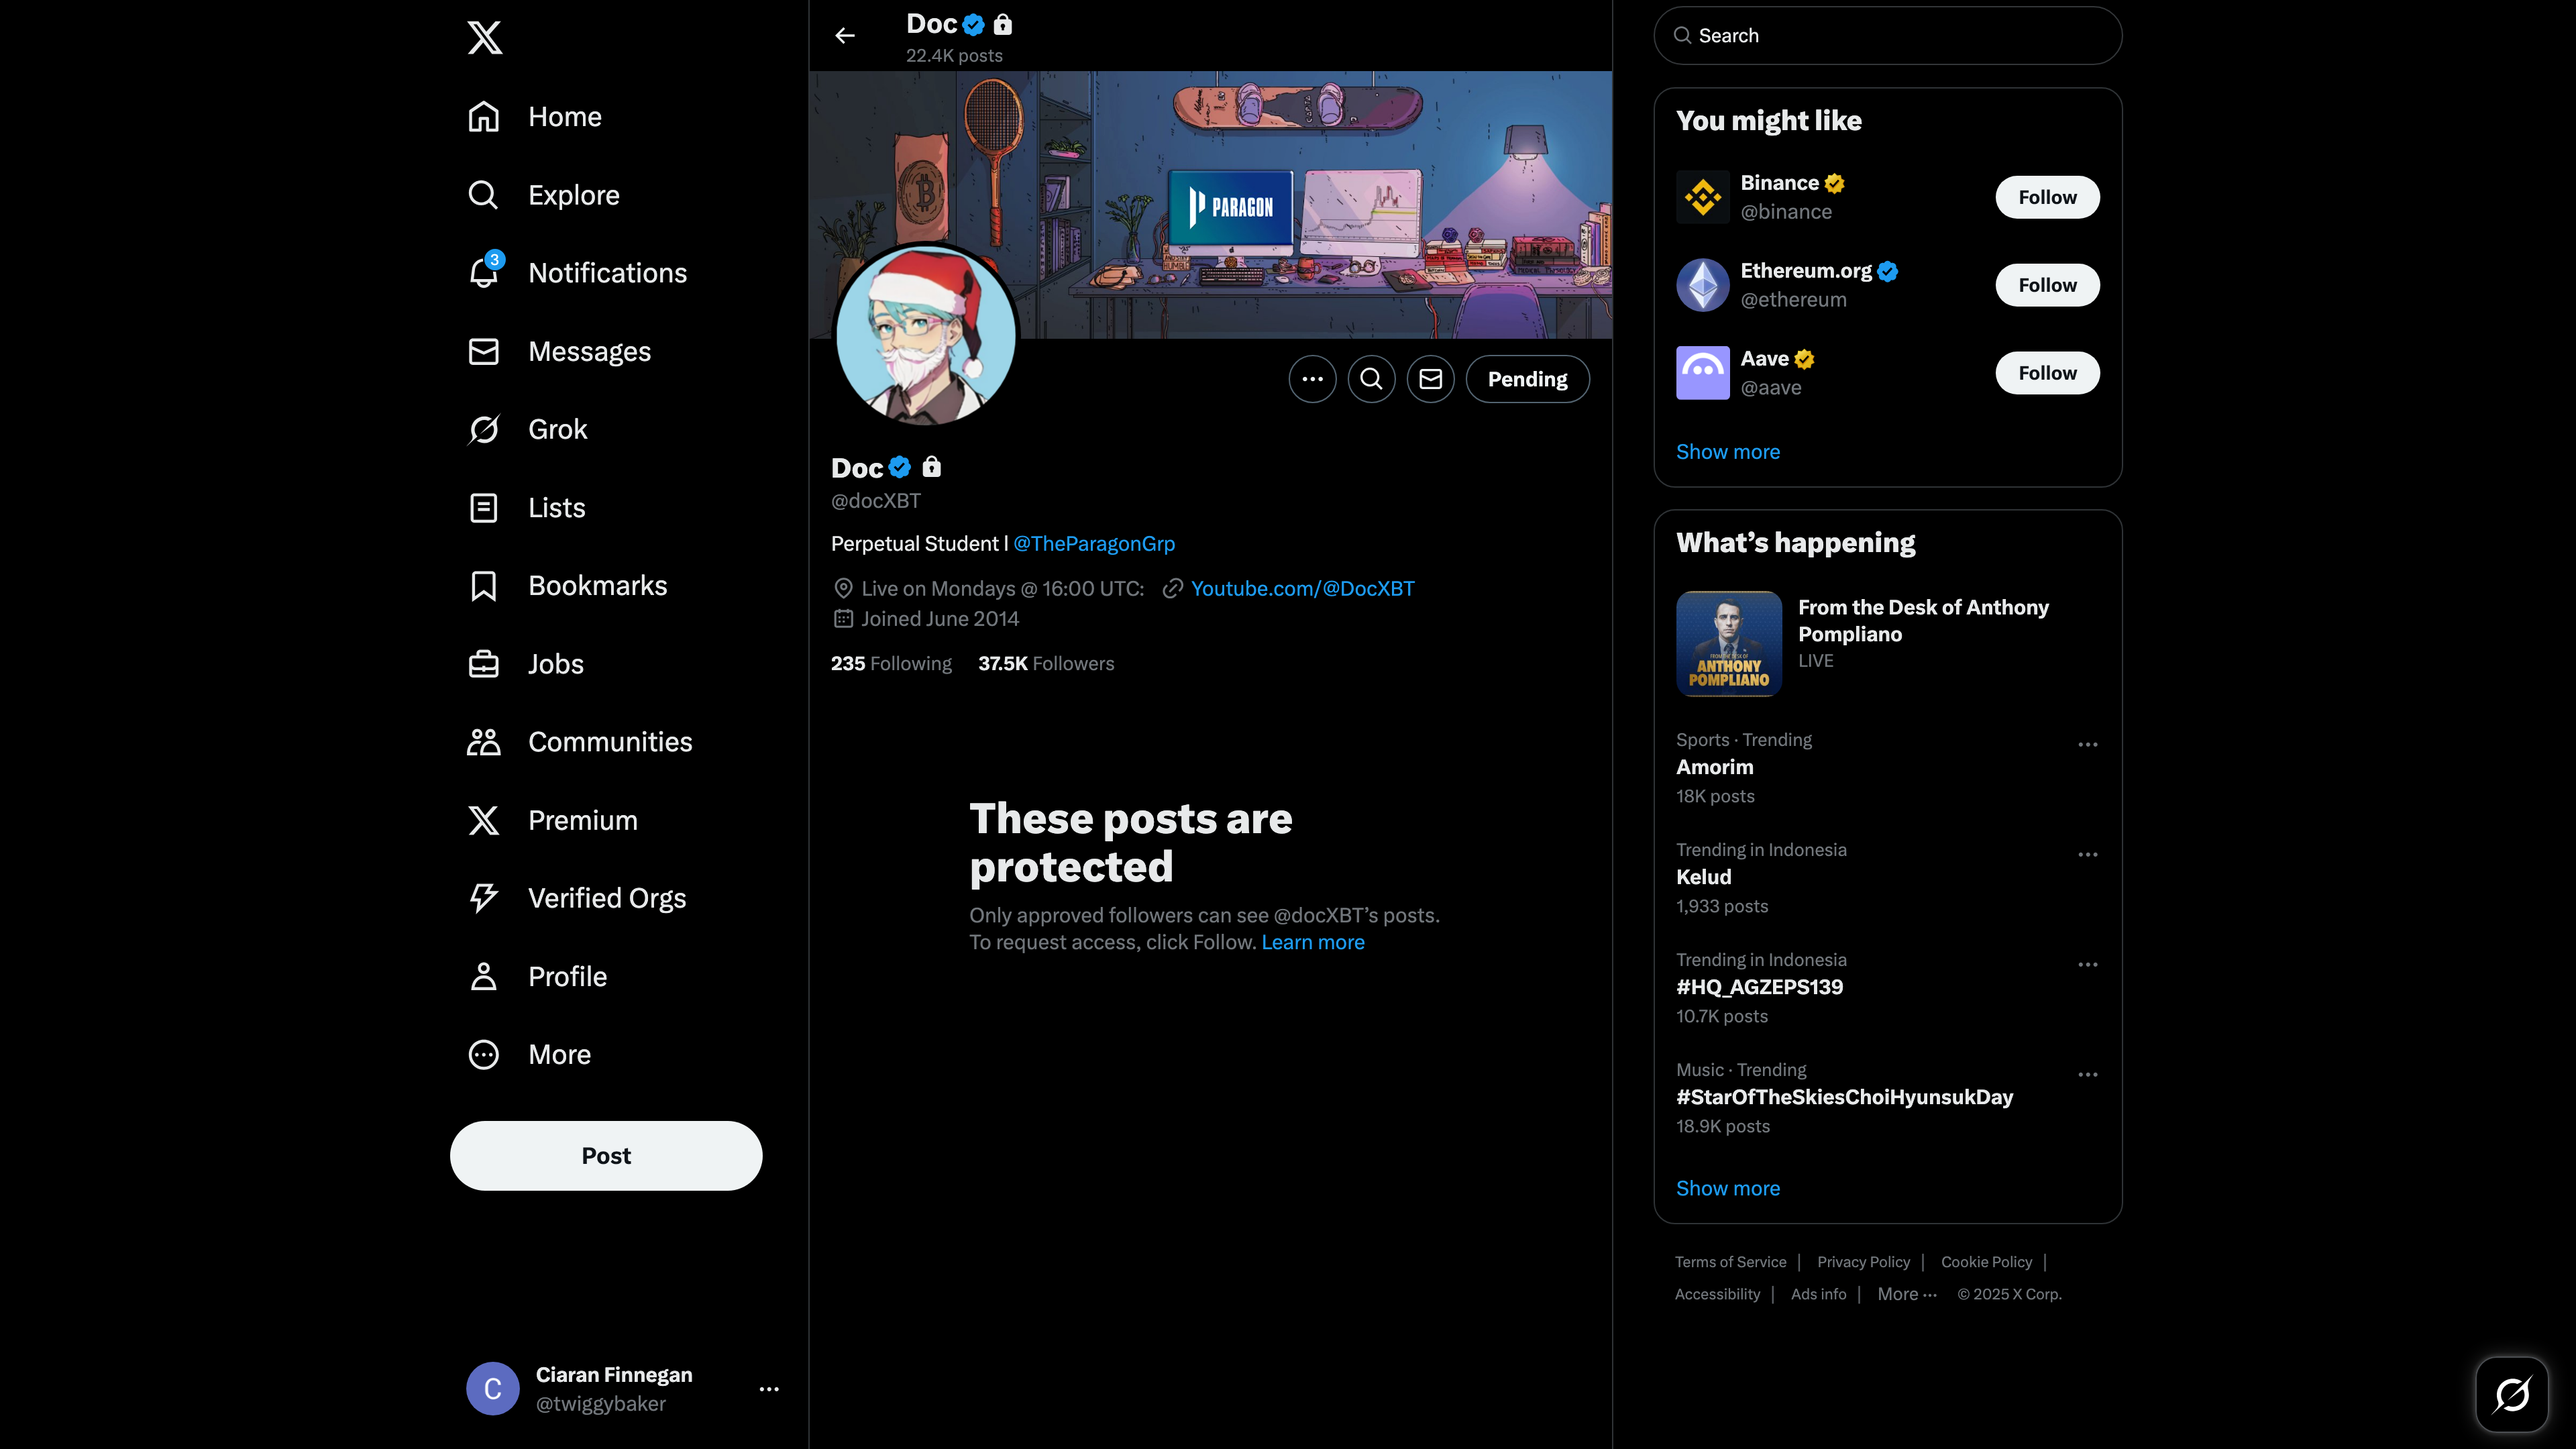 Home
Explore
3
Notifications
Messages
Grok
Lists
Bookmarks
Jobs
Communities
Premium
Verified Orgs
Profile
More
Post
C
Ciaran Finnegan
@twiggybaker
Doc
22.4K posts
PARAGON
Pending
Doc
@docXBT
Perpetual Student l @TheParagonGrp
Live on Mondays @ 16:00 UTC: Youtube.com/@DocXBT
Joined June 2014
235 Following 37.5K Followers
These posts are
protected
Only approved followers can see @docXBT’s posts.
To request access, click Follow. Learn more
Search
You might like
Binance
@binance
Follow
Ethereum.org
@ethereum
Follow
Aave
@aave
Follow
Show more
What’s happening
FROM THE DESK OF
ANTHONY
POMPLIANO
From the Desk of Anthony
Pompliano
LIVE
Sports · Trending
Amorim
18K posts
Trending in Indonesia
Kelud
1,933 posts
Trending in Indonesia
#HQ_AGZEPS139
10.7K posts
Music · Trending
#StarOfTheSkiesChoiHyunsukDay
18.9K posts
Show more
Terms of Service | Privacy Policy | Cookie Policy |
Accessibility | Ads info | More ··· © 2025 X Corp.